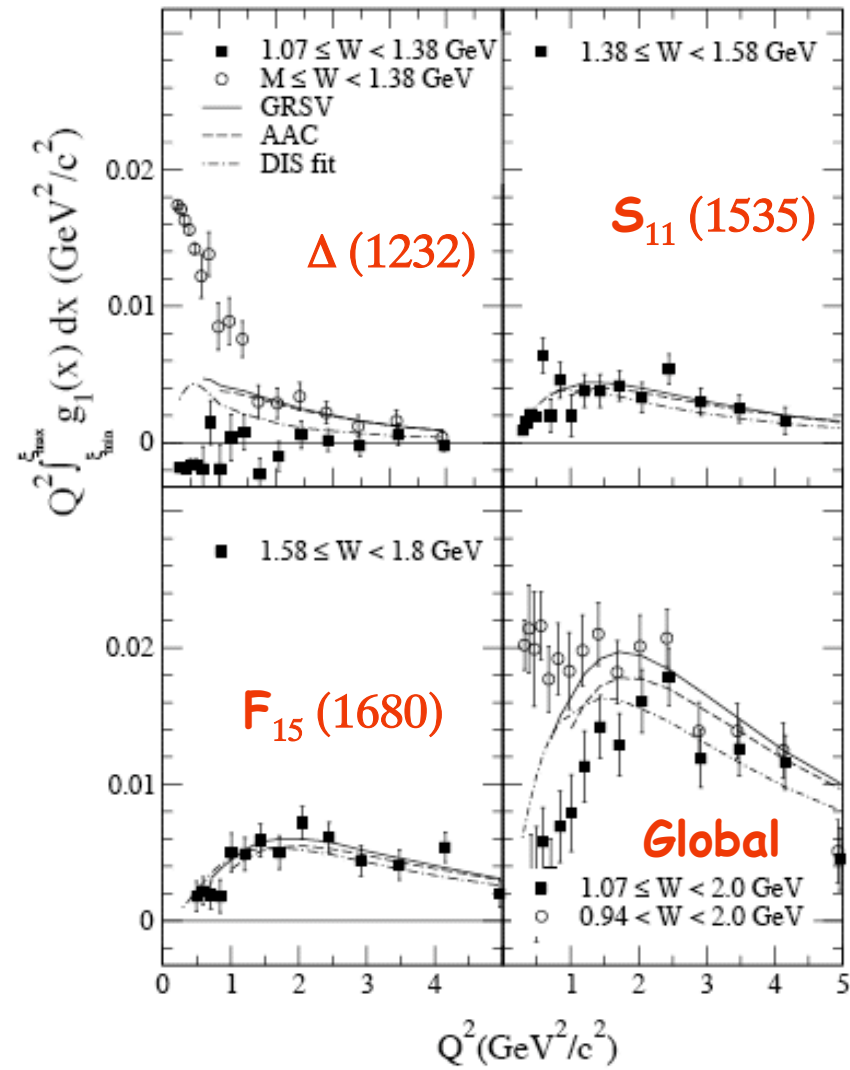 1.07 ≤ W < 1.38 GeV
M ≤ W < 1.38 GeV
GRSV
AAC
DIS fit
Δ (1232)
1.38 ≤ W < 1.58 GeV
S₁₁ (1535)
0.02
0.01
0
Q² ∫ξmin^ξmax g₁(x) dx (GeV²/c²)
1.58 ≤ W < 1.8 GeV
F₁₅ (1680)
0.02
0.01
0
Global
1.07 ≤ W < 2.0 GeV
0.94 < W < 2.0 GeV
0 1 2 3 4 1 2 3 4 5
Q²(GeV²/c²)